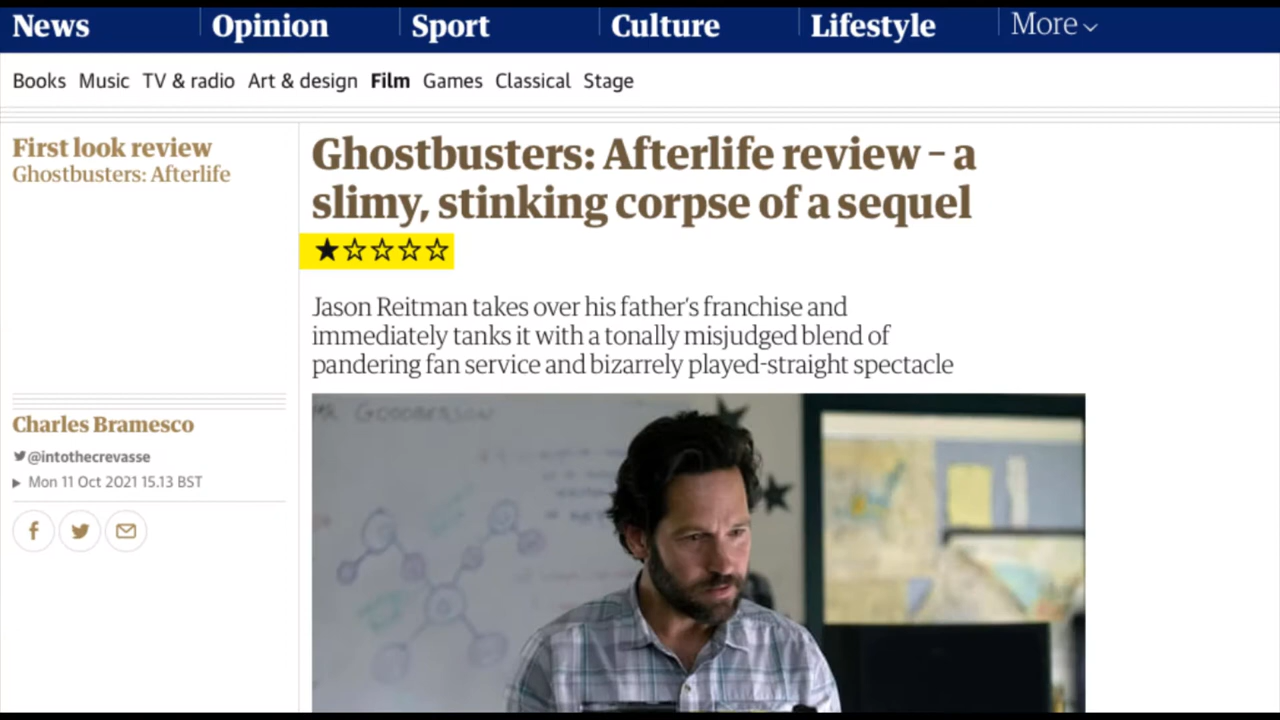 News
Opinion
Sport
Culture
Lifestyle
More
Books Music TV & radio Art & design Film Games Classical Stage
First look review
Ghostbusters: Afterlife
Ghostbusters: Afterlife review – a
slimy, stinking corpse of a sequel
Jason Reitman takes over his father's franchise and
immediately tanks it with a tonally misjudged blend of
pandering fan service and bizarrely played-straight spectacle
Charles Bramesco
@intothecrevasse
Mon 11 Oct 2021 15.13 BST
MR GOOBERSON